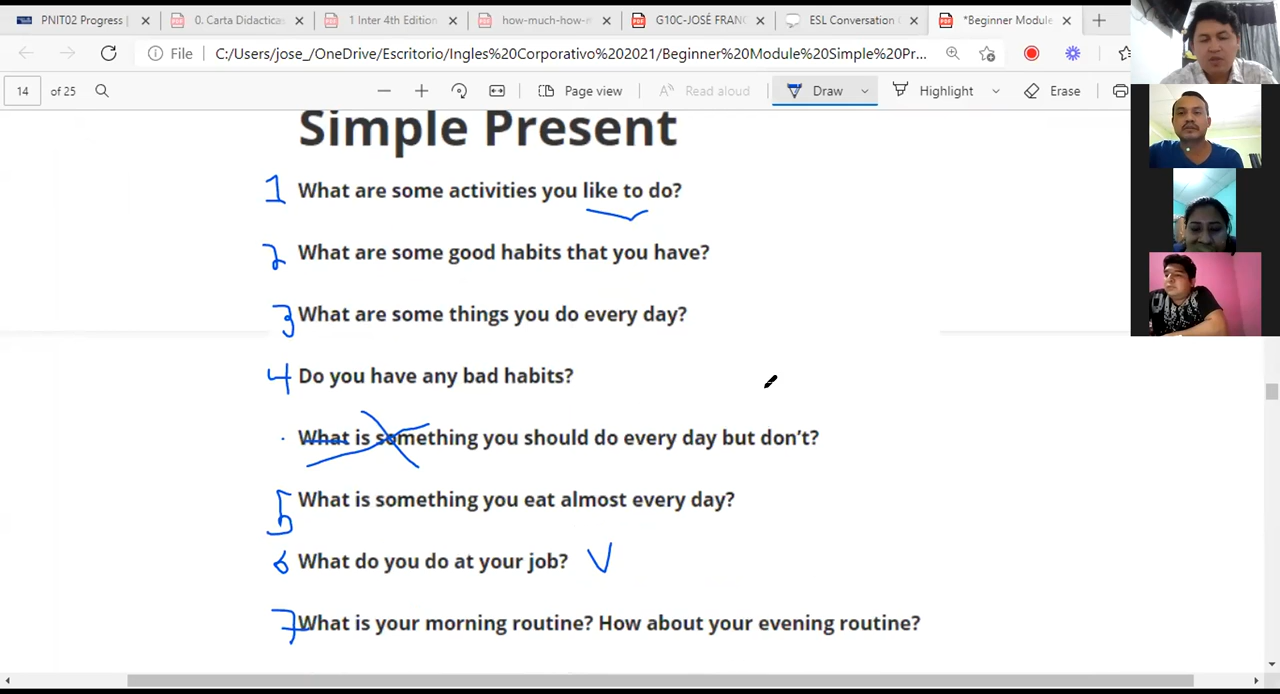 PNIT02 Progress
0. Carta Didactica
1 Inter 4th Edition
how-much-how-m
G10C-JOSÉ FRAN
ESL Conversation
*Beginner Module
File
C:/Users/jose_/OneDrive/Escritorio/Ingles%20Corporativo%202021/Beginner%20Module%20Simple%20Pr...
14 of 25
Page view
Read aloud
Draw
Highlight
Erase
Simple Present
1 What are some activities you like to do?
2 What are some good habits that you have?
3 What are some things you do every day?
4 Do you have any bad habits?
What is something you should do every day but don't?
5 What is something you eat almost every day?
6 What do you do at your job? V
7 What is your morning routine? How about your evening routine?